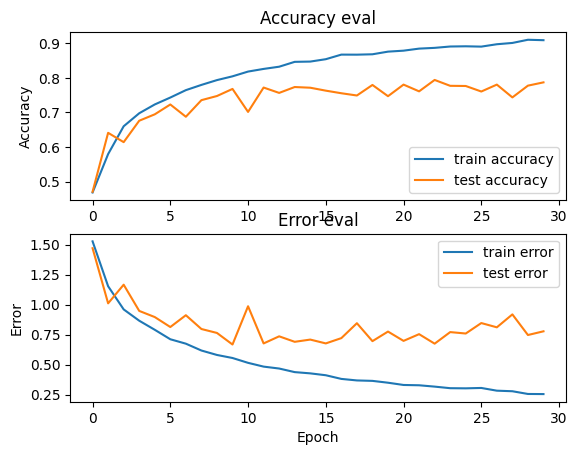 Accuracy eval
0.9
0.8
0.7
0.6
0.5
Accuracy
train accuracy
test accuracy
0 5 10 15 20 25 30
Error eval
1.50
1.25
1.00
0.75
0.50
0.25
Error
train error
test error
0 5 10 15 20 25 30
Epoch